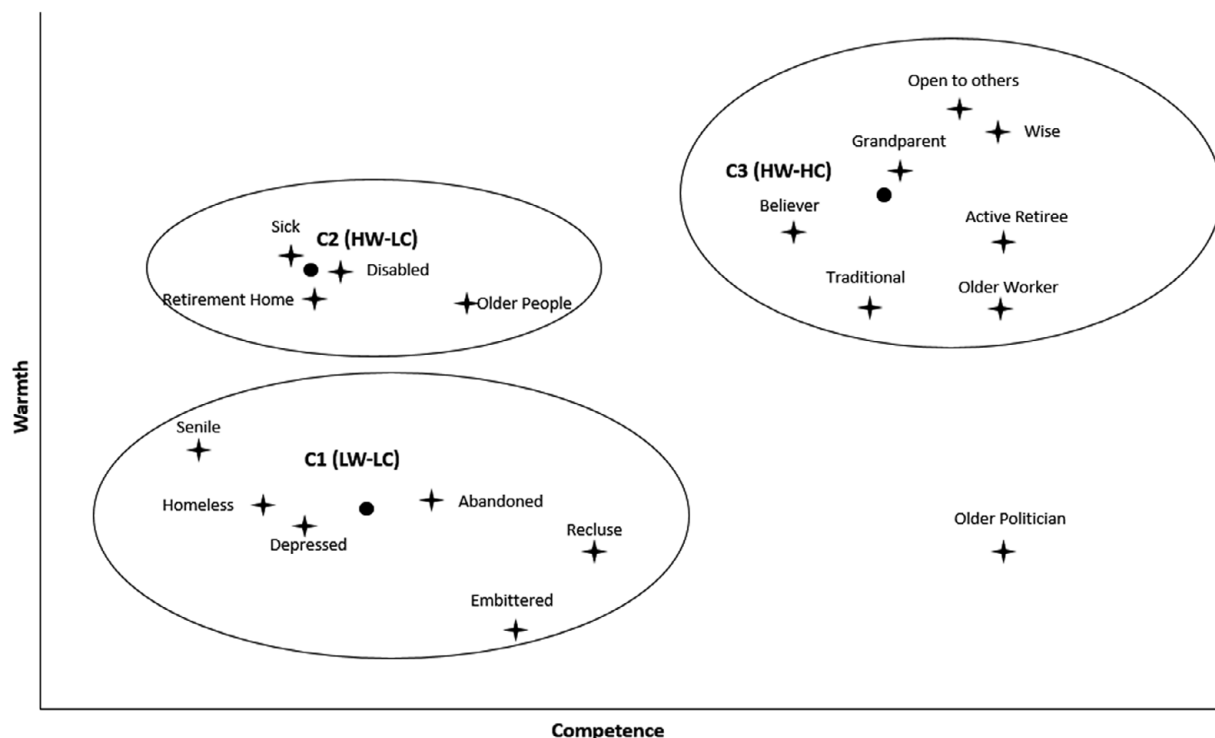 Open to others
Wise
Grandparent
C3 (HW-HC)
Believer
Active Retiree
Traditional
Older Worker
Sick
C2 (HW-LC)
Disabled
Retirement Home
Older People
Warmth
Senile
C1 (LW-LC)
Homeless
Abandoned
Depressed
Recluse
Embittered
Older Politician
Competence